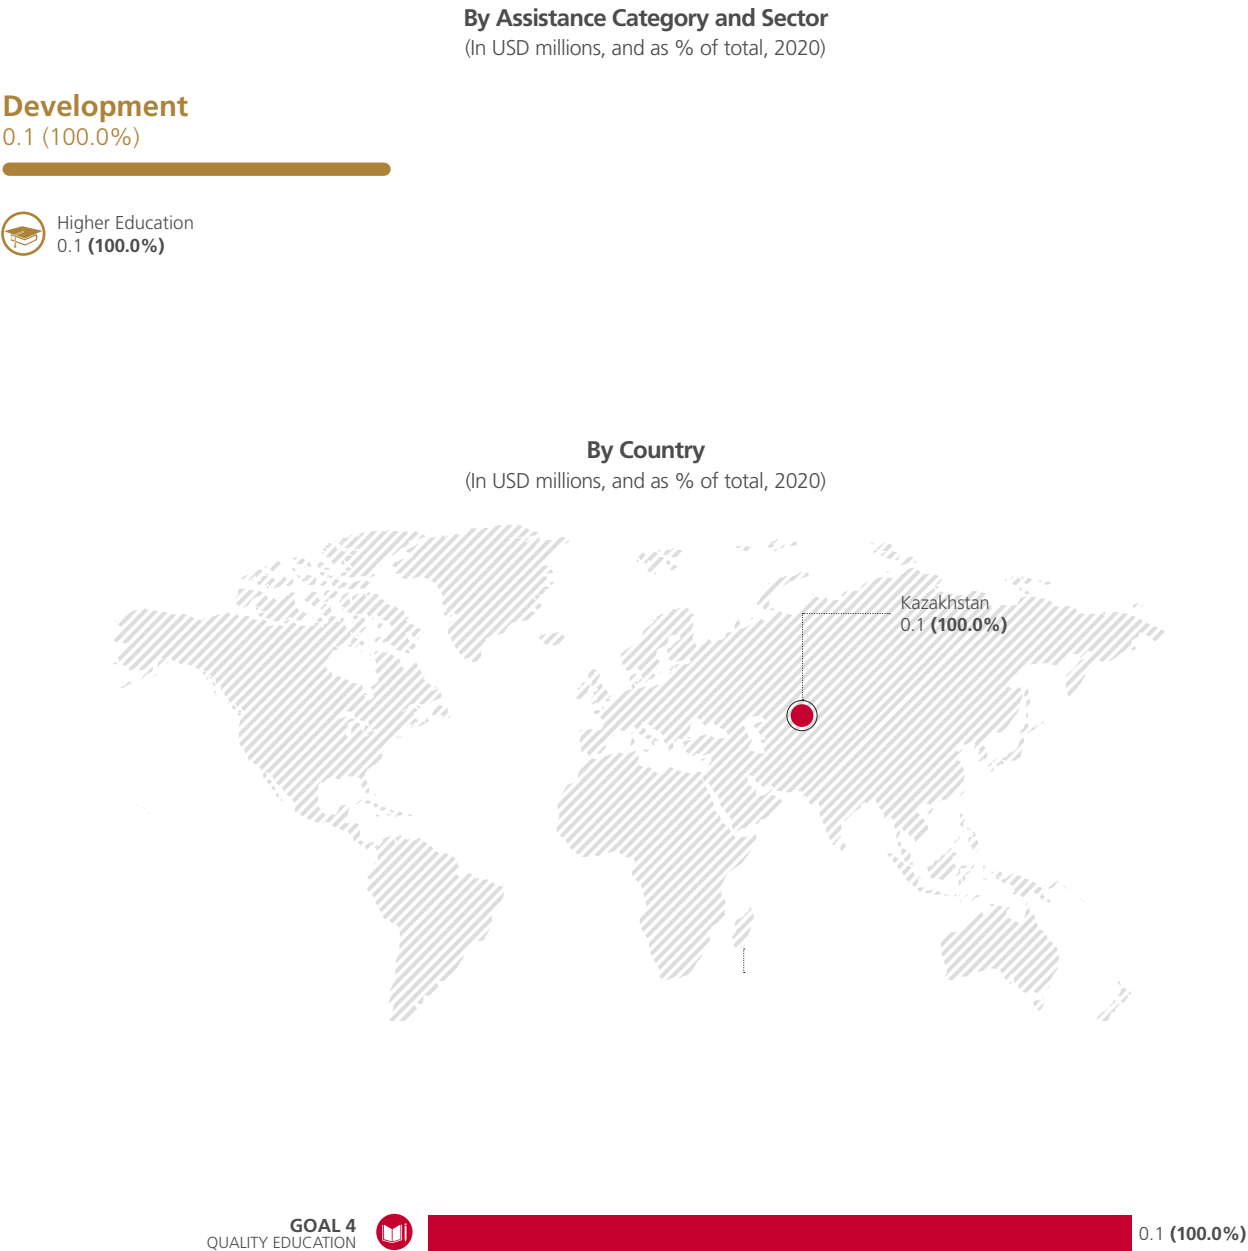 By Assistance Category and Sector
(In USD millions, and as % of total, 2020)
Development
0.1 (100.0%)
Higher Education
0.1 (100.0%)
By Country
(In USD millions, and as % of total, 2020)
Kazakhstan
0.1 (100.0%)
GOAL 4
QUALITY EDUCATION
0.1 (100.0%)